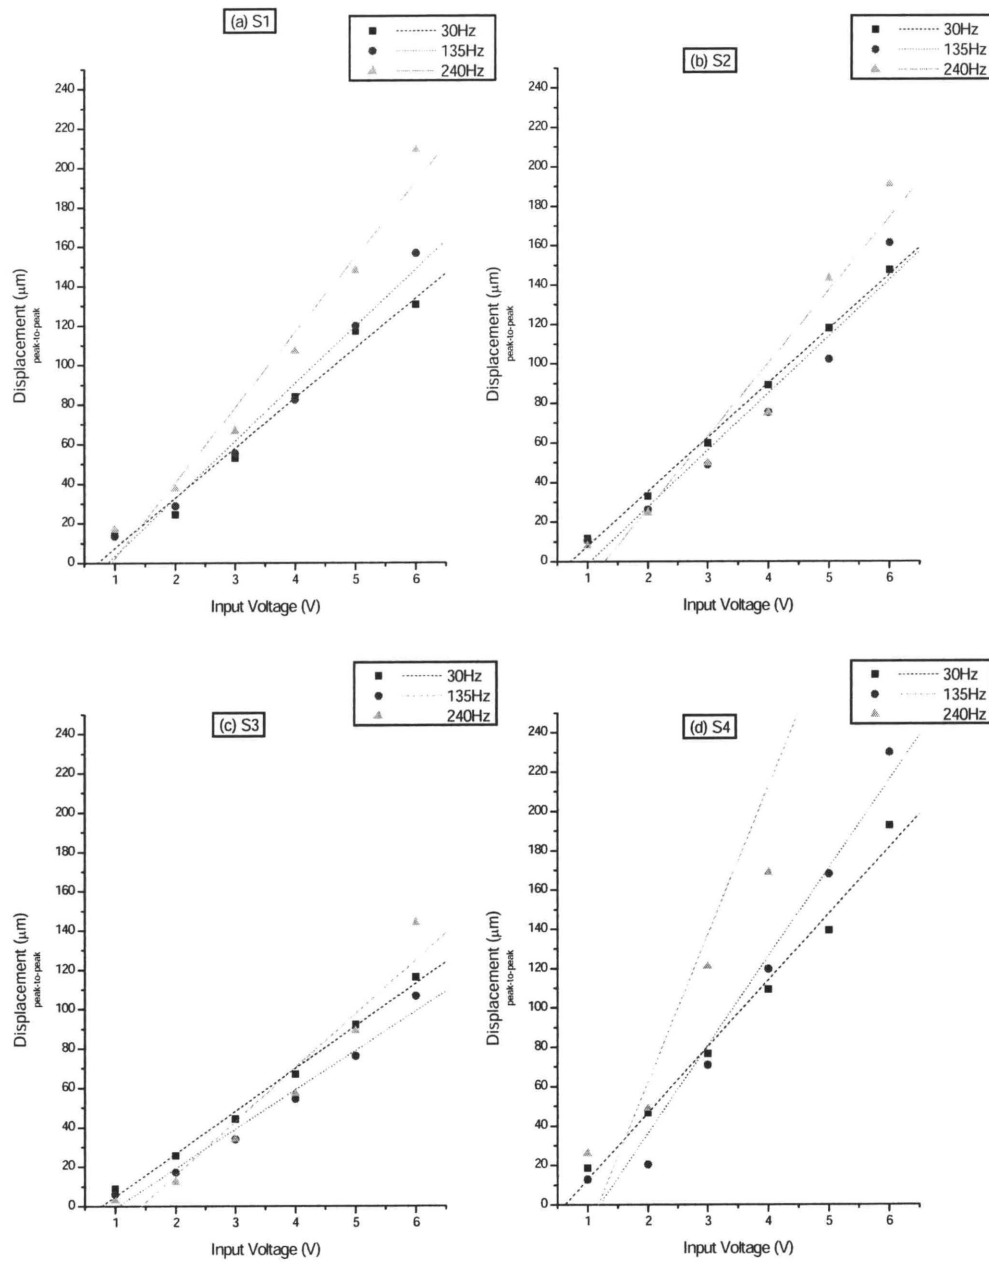 (a) S1
30Hz
135Hz
240Hz
240
220
200
180
160
140
120
100
80
60
40
20
0
1 2 3 4 5 6
Displacement (μm)
peak-to-peak
Input Voltage (V)
(b) S2
30Hz
135Hz
240Hz
240
220
200
180
160
140
120
100
80
60
40
20
0
1 2 3 4 5 6
Displacement (μm)
peak-to-peak
Input Voltage (V)
(c) S3
30Hz
135Hz
240Hz
240
220
200
180
160
140
120
100
80
60
40
20
0
1 2 3 4 5 6
Displacement (μm)
peak-to-peak
Input Voltage (V)
(d) S4
30Hz
135Hz
240Hz
240
220
200
180
160
140
120
100
80
60
40
20
0
1 2 3 4 5 6
Displacement (μm)
peak-to-peak
Input Voltage (V)